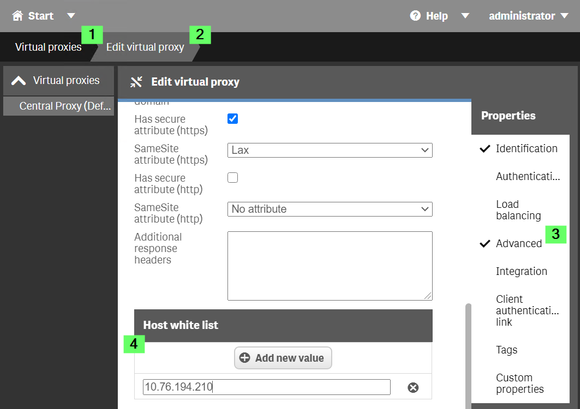 Start
Help
administrator
Virtual proxies
1
Edit virtual proxy
2
Virtual proxies
Central Proxy (Def...
Edit virtual proxy
domain
Has secure
attribute (https)
SameSite
attribute (https)
Lax
Has secure
attribute (http)
SameSite
attribute (http)
No attribute
Additional
response
headers
Host white list
4
Add new value
10.76.194.210
Properties
Identification
Authenticati...
Load
balancing
3
Advanced
Integration
Client
authenticati...
link
Tags
Custom
properties